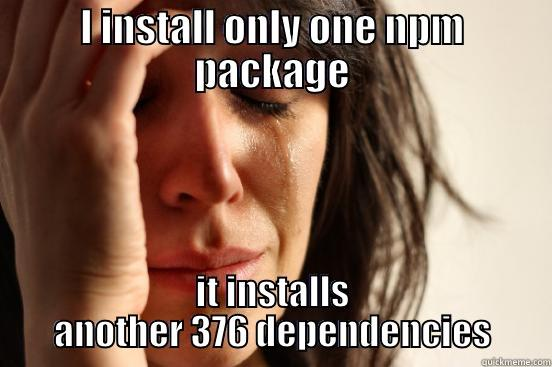 I install only one npm
package
it installs
another 376 dependencies
quickmeme.com